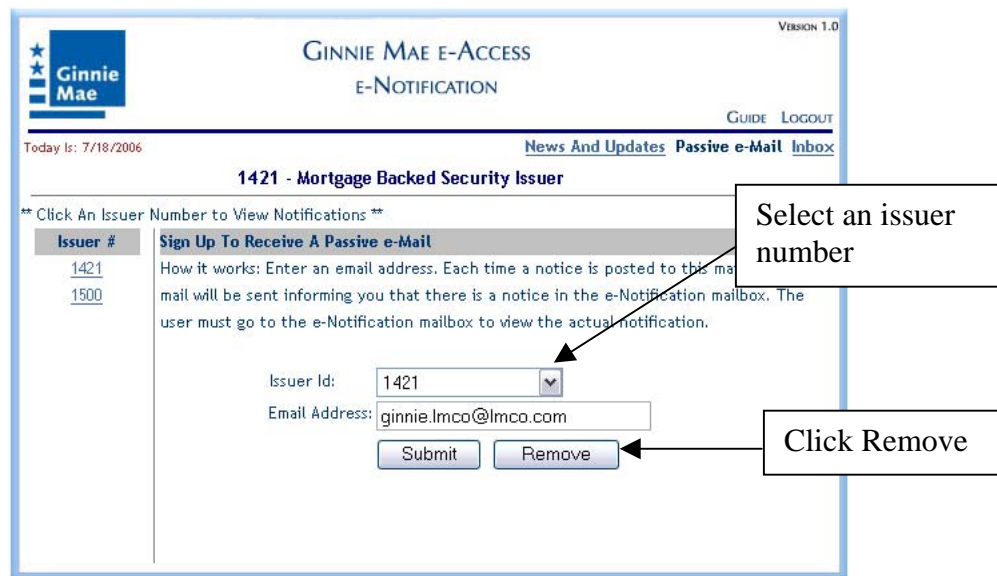 VERSION 1.0
Ginnie
Mae
GINNIE MAE E-ACCESS
E-NOTIFICATION
GUIDE LOGOUT
Today Is: 7/18/2006
News And Updates Passive e-Mail Inbox
1421 - Mortgage Backed Security Issuer
** Click An Issuer Number to View Notifications **
Issuer #
1421
1500
Sign Up To Receive A Passive e-Mail
How it works: Enter an email address. Each time a notice is posted to this
mail will be sent informing you that there is a notice in the e-Notification mailbox. The
user must go to the e-Notification mailbox to view the actual notification.
Issuer Id: 1421
Email Address: ginnie.lmco@lmco.com
Submit Remove
Select an issuer
number
Click Remove